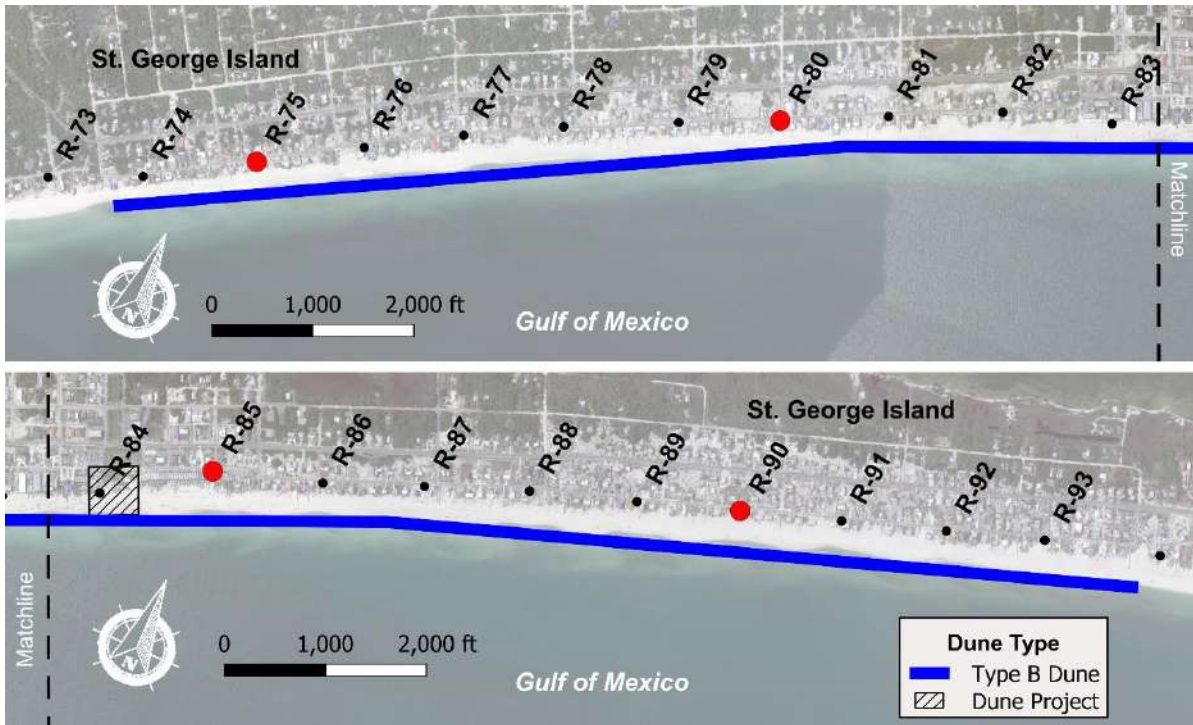 St. George Island
R-73
R-74
R-75
R-76
R-77
R-78
R-79
R-80
R-81
R-82
R-83
Matchline
N
0 1,000 2,000 ft
Gulf of Mexico
St. George Island
R-84
R-85
R-86
R-87
R-88
R-89
R-90
R-91
R-92
R-93
Matchline
N
0 1,000 2,000 ft
Gulf of Mexico
Dune Type
Type B Dune
Dune Project